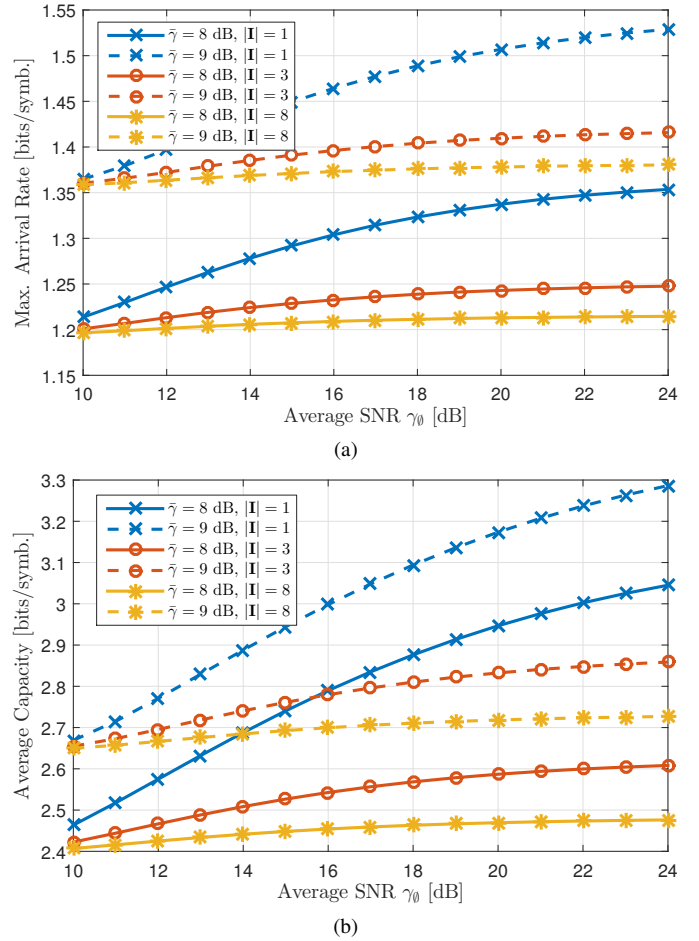 1.55
1.5
1.45
1.4
1.35
1.3
1.25
1.2
1.15
Max. Arrival Rate [bits/symb.]
γ̄ = 8 dB, |I| = 1
γ̄ = 9 dB, |I| = 1
γ̄ = 8 dB, |I| = 3
γ̄ = 9 dB, |I| = 3
γ̄ = 8 dB, |I| = 8
γ̄ = 9 dB, |I| = 8
10 12 14 16 18 20 22 24
Average SNR γ∅ [dB]
(a)
3.3
3.2
3.1
3
2.9
2.8
2.7
2.6
2.5
2.4
Average Capacity [bits/symb.]
γ̄ = 8 dB, |I| = 1
γ̄ = 9 dB, |I| = 1
γ̄ = 8 dB, |I| = 3
γ̄ = 9 dB, |I| = 3
γ̄ = 8 dB, |I| = 8
γ̄ = 9 dB, |I| = 8
10 12 14 16 18 20 22 24
Average SNR γ∅ [dB]
(b)